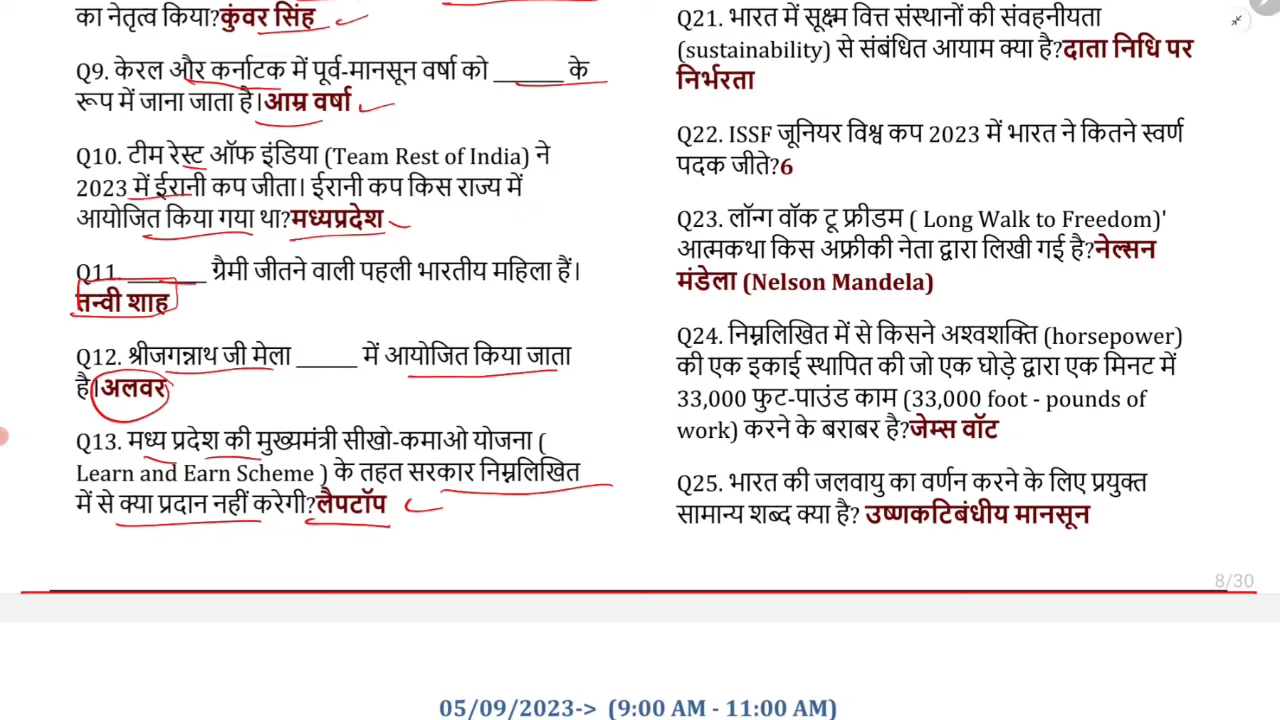 का नेतृत्व किया?कुंवर सिंह
Q9. केरल और कर्नाटक में पूर्व-मानसून वर्षा को ______ के
रूप में जाना जाता है।आम्र वर्षा
Q10. टीम रेस्ट ऑफ इंडिया (Team Rest of India) ने
2023 में ईरानी कप जीता। ईरानी कप किस राज्य में
आयोजित किया गया था?मध्यप्रदेश
Q11. ______ ग्रैमी जीतने वाली पहली भारतीय महिला हैं।
तन्वी शाह
Q12. श्रीजगन्नाथ जी मेला ______ में आयोजित किया जाता
है।अलवर
Q13. मध्य प्रदेश की मुख्यमंत्री सीखो-कमाओ योजना (
Learn and Earn Scheme ) के तहत सरकार निम्नलिखित
में से क्या प्रदान नहीं करेगी?लैपटॉप
Q21. भारत में सूक्ष्म वित्त संस्थानों की संवहनीयता
(sustainability) से संबंधित आयाम क्या है?दाता निधि पर
निर्भरता
Q22. ISSF जूनियर विश्व कप 2023 में भारत ने कितने स्वर्ण
पदक जीते?6
Q23. लॉन्ग वॉक टू फ्रीडम ( Long Walk to Freedom)'
आत्मकथा किस अफ्रीकी नेता द्वारा लिखी गई है?नेल्सन
मंडेला (Nelson Mandela)
Q24. निम्नलिखित में से किसने अश्वशक्ति (horsepower)
की एक इकाई स्थापित की जो एक घोड़े द्वारा एक मिनट में
33,000 फुट-पाउंड काम (33,000 foot - pounds of
work) करने के बराबर है?जेम्स वॉट
Q25. भारत की जलवायु का वर्णन करने के लिए प्रयुक्त
सामान्य शब्द क्या है? उष्णकटिबंधीय मानसून
8/30
05/09/2023-> (9:00 AM - 11:00 AM)